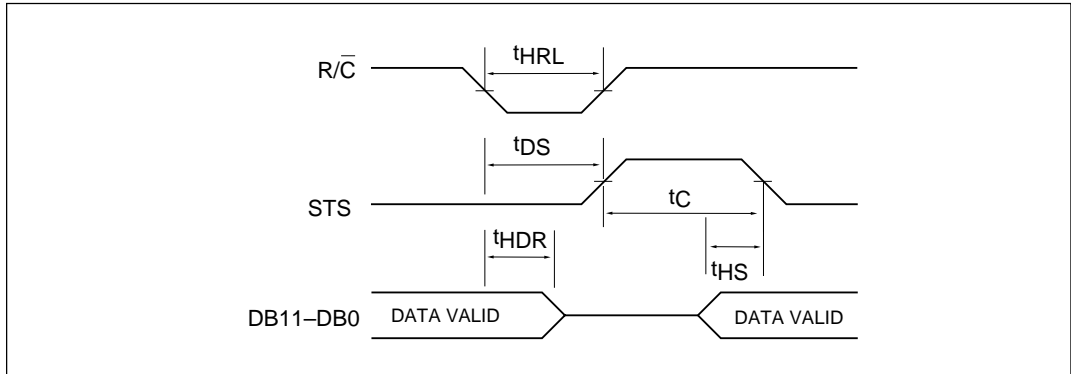 tHRL
R/C̅
tDS
STS
tC
tHDR
tHS
DB11–DB0
DATA VALID
DATA VALID